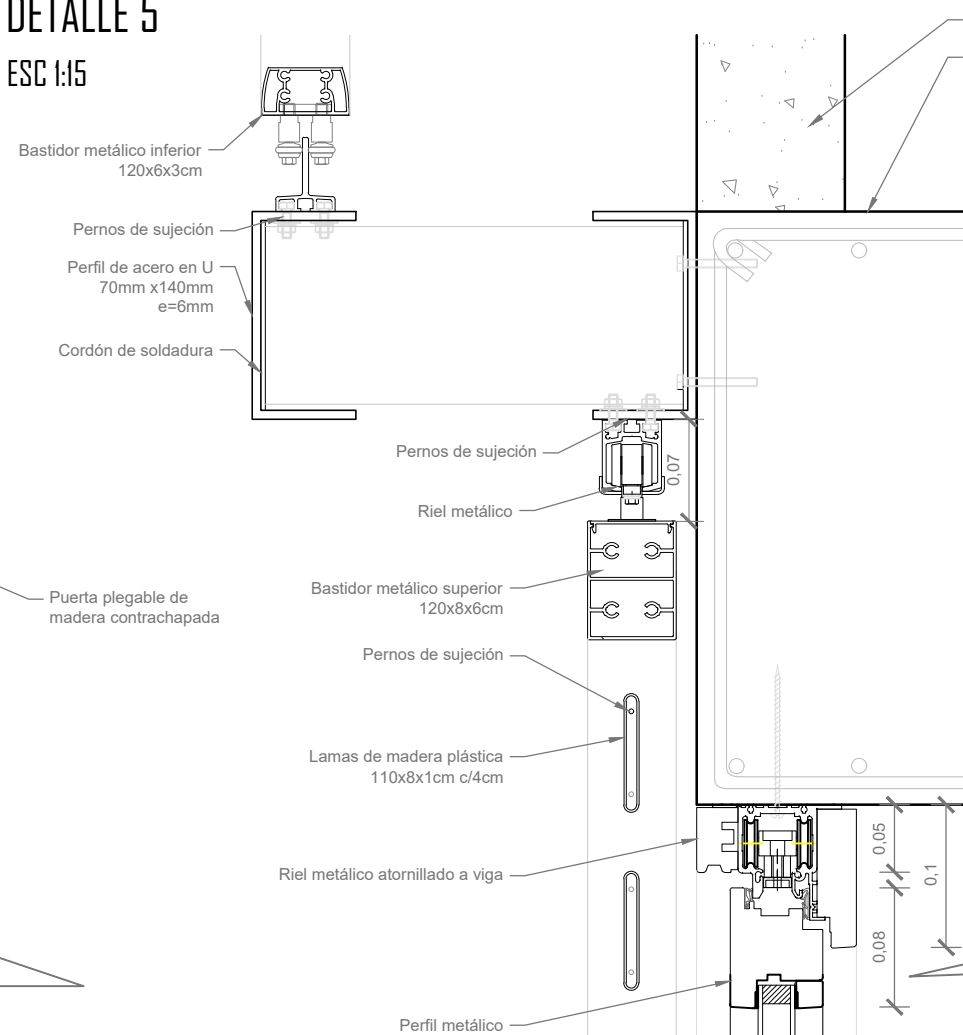 DETALLE 5
ESC 1:15
Bastidor metálico inferior
120x6x3cm
Pernos de sujeción
Perfil de acero en U
70mm x140mm
e=6mm
Cordón de soldadura
Pernos de sujeción
0,07
Riel metálico
Bastidor metálico superior
120x8x6cm
Puerta plegable de
madera contrachapada
Pernos de sujeción
Lamas de madera plástica
110x8x1cm c/4cm
Riel metálico atornillado a viga
0,05
0,1
0,08
Perfil metálico